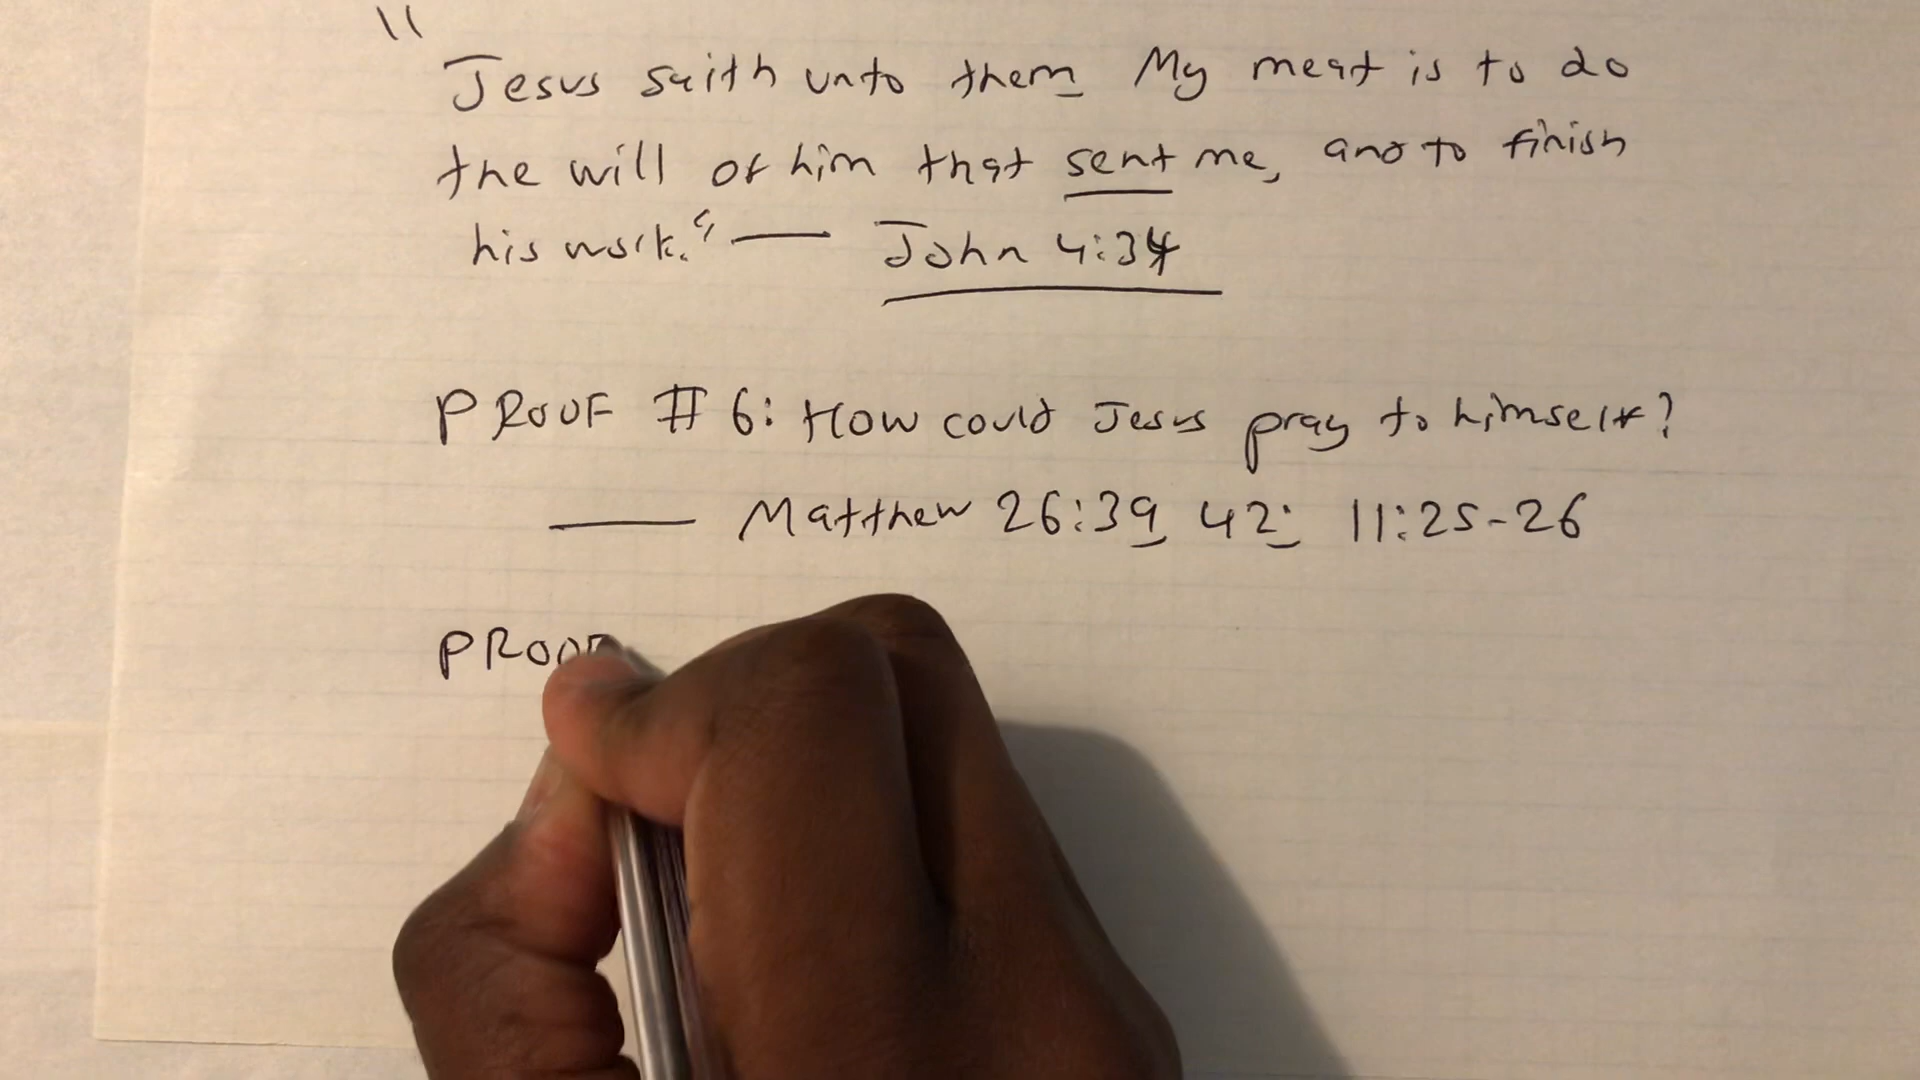 "Jesus saith unto them My meat is to do
the will of him that sent me, and to finish
his work." — John 4:34
PROOF # 6: How could Jesus pray to himself?
— Matthew 26:39 42: 11:25-26
PROOF